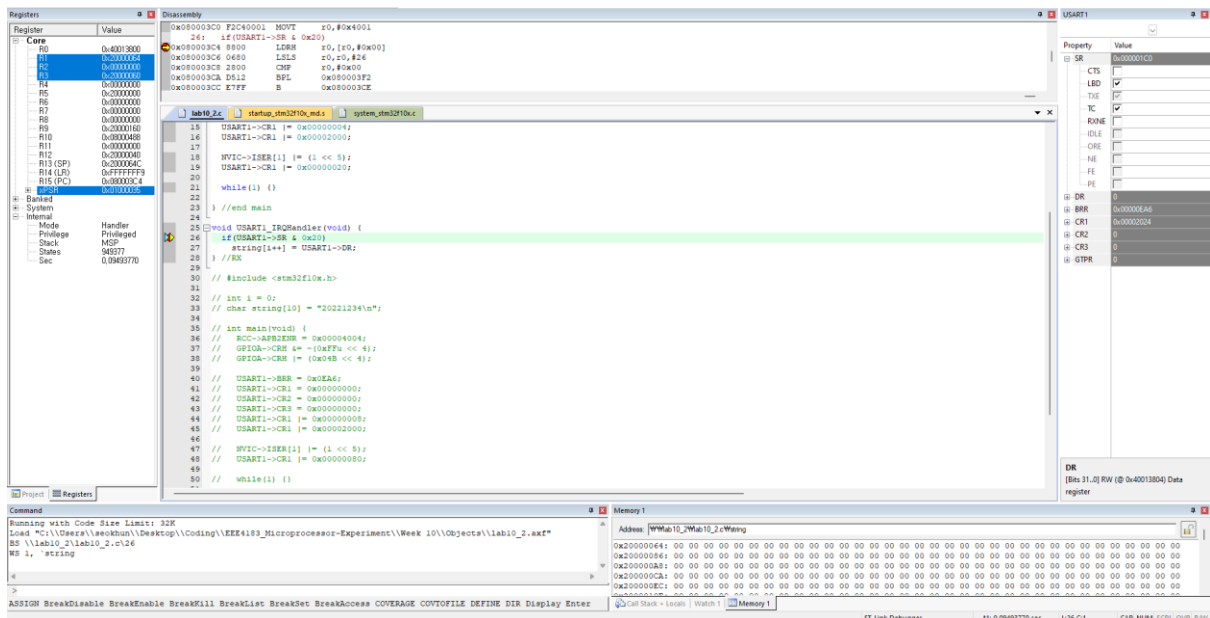 Registers
Register Value
Core
R0 0x40013800
R1 0x20000064
R2 0x00000000
R3 0x20000060
R4 0x00000000
R5 0x20000000
R6 0x00000000
R7 0x00000000
R8 0x00000000
R9 0x20000160
R10 0x08000488
R11 0x00000000
R12 0x20000040
R13 (SP) 0x2000064C
R14 (LR) 0xFFFFFFF9
R15 (PC) 0x080003C4
xPSR 0x01000035
Banked
System
Internal
Mode Handler
Privilege Privileged
Stack MSP
States 949377
Sec 0,09493770
Project Registers
Disassembly
0x080003C0 F2C40001 MOVT r0,#0x4001
26: if(USART1->SR & 0x20)
0x080003C4 8800 LDRH r0,[r0,#0x00]
0x080003C6 0680 LSLS r0,r0,#26
0x080003C8 2800 CMP r0,#0x00
0x080003CA D512 BPL 0x080003F2
0x080003CC E7FF B 0x080003CE
lab10_2.c startup_stm32f10x_md.s system_stm32f10x.c
15 USART1->CR1 |= 0x00000004;
16 USART1->CR1 |= 0x00002000;
17
18 NVIC->ISER[1] |= (1 << 5);
19 USART1->CR1 |= 0x00000020;
20
21 while(1) {}
22
23 } //end main
24
25 void USART1_IRQHandler(void) {
26 if(USART1->SR & 0x20)
27 string[i++] = USART1->DR;
28 } //RX
29
30 // #include <stm32f10x.h>
31
32 // int i = 0;
33 // char string[10] = "20221234\n";
34
35 // int main(void) {
36 // RCC->APB2ENR = 0x00004004;
37 // GPIOA->CRH &= ~(0xFFu << 4);
38 // GPIOA->CRH |= (0x04B << 4);
39
40 // USART1->BRR = 0x0EA6;
41 // USART1->CR1 = 0x00000000;
42 // USART1->CR2 = 0x00000000;
43 // USART1->CR3 = 0x00000000;
44 // USART1->CR1 |= 0x00000008;
45 // USART1->CR1 |= 0x00002000;
46
47 // NVIC->ISER[1] |= (1 << 5);
48 // USART1->CR1 |= 0x00000080;
49
50 // while(1) {}
USART1
Property Value
SR 0x000001C0
CTS
LBD
TXE
TC
RXNE
IDLE
ORE
NE
FE
PE
DR 0
BRR 0x00000EA6
CR1 0x00002024
CR2 0
CR3 0
GTPR 0
DR
[Bits 31..0] RW (@ 0x40013804) Data
register
Command
Running with Code Size Limit: 32K
Load "C:\\Users\\seokhun\\Desktop\\Coding\\EEE4183_Microprocessor-Experiment\\Week 10\\Objects\\lab10_2.axf"
BS \\lab10_2\lab10_2.c\26
WS 1, `string
>
ASSIGN BreakDisable BreakEnable BreakKill BreakList BreakSet BreakAccess COVERAGE COVTOFILE DEFINE DIR Display Enter
Memory 1
Address: ₩₩lab10_2₩lab10_2.c₩string
0x20000064: 00 00 00 00 00 00 00 00 00 00 00 00 00 00 00 00 00 00 00 00 00 00 00 00 00 00 00 00 00 00 00 00 00 00
0x20000086: 00 00 00 00 00 00 00 00 00 00 00 00 00 00 00 00 00 00 00 00 00 00 00 00 00 00 00 00 00 00 00 00 00 00
0x200000A8: 00 00 00 00 00 00 00 00 00 00 00 00 00 00 00 00 00 00 00 00 00 00 00 00 00 00 00 00 00 00 00 00 00 00
0x200000CA: 00 00 00 00 00 00 00 00 00 00 00 00 00 00 00 00 00 00 00 00 00 00 00 00 00 00 00 00 00 00 00 00 00 00
0x200000EC: 00 00 00 00 00 00 00 00 00 00 00 00 00 00 00 00 00 00 00 00 00 00 00 00 00 00 00 00 00 00 00 00 00 00
Call Stack + Locals Watch 1 Memory 1